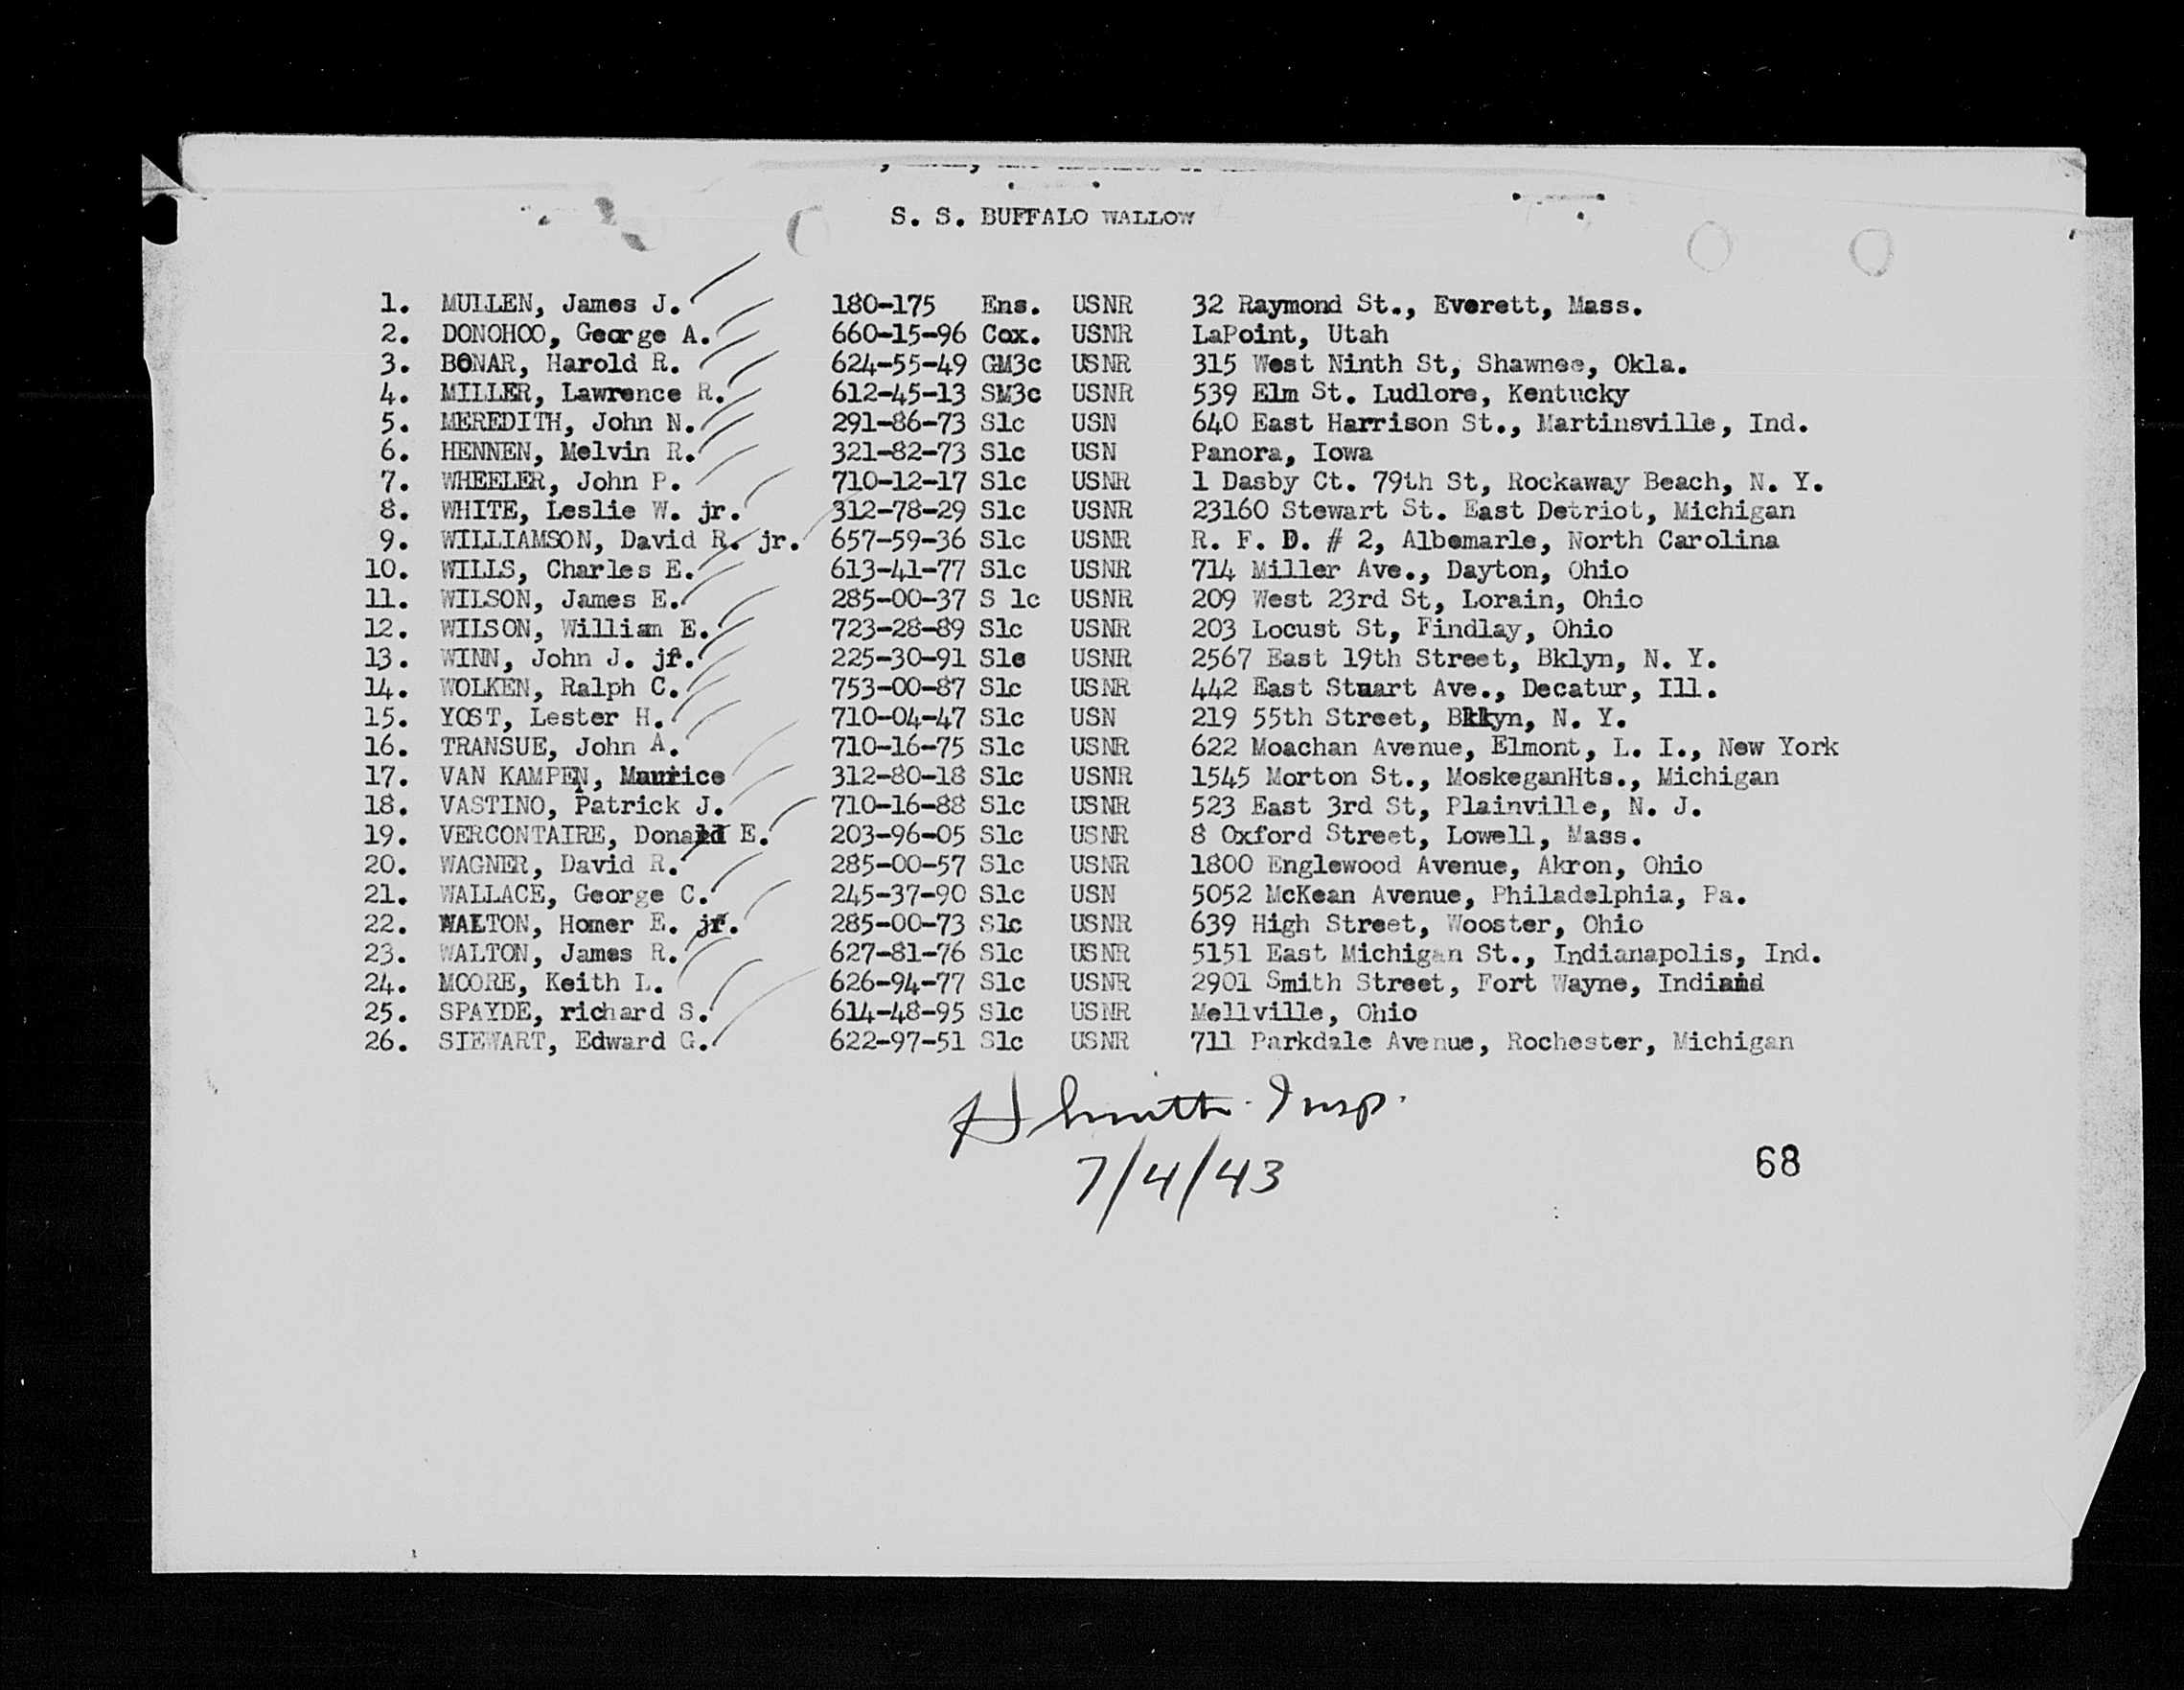 S. S. BUFFALO WALLOW
1. MULLEN, James J. 180-175 Ens. USNR 32 Raymond St., Everett, Mass.
2. DONOHOO, George A. 660-15-96 Cox. USNR LaPoint, Utah
3. BONAR, Harold R. 624-55-49 GM3c USNR 315 West Ninth St, Shawnee, Okla.
4. MILLER, Lawrence R. 612-45-13 SM3c USNR 539 Elm St. Ludlore, Kentucky
5. MEREDITH, John N. 291-86-73 S1c USN 640 East Harrison St., Martinsville, Ind.
6. HENNEN, Melvin R. 321-82-73 S1c USN Panora, Iowa
7. WHEELER, John P. 710-12-17 S1c USNR 1 Dasby Ct. 79th St, Rockaway Beach, N. Y.
8. WHITE, Leslie W. jr. 312-78-29 S1c USNR 23160 Stewart St. East Detriot, Michigan
9. WILLIAMSON, David R. jr. 657-59-36 S1c USNR R. F. D. # 2, Albemarle, North Carolina
10. WILLS, Charles E. 613-41-77 S1c USNR 714 Miller Ave., Dayton, Ohio
11. WILSON, James E. 285-00-37 S 1c USNR 209 West 23rd St, Lorain, Ohio
12. WILSON, William E. 723-28-89 S1c USNR 203 Locust St, Findlay, Ohio
13. WINN, John J. jr. 225-30-91 S1c USNR 2567 East 19th Street, Bklyn, N. Y.
14. WOLKEN, Ralph C. 753-00-87 S1c USNR 442 East Stuart Ave., Decatur, Ill.
15. YOST, Lester H. 710-04-47 S1c USN 219 55th Street, Bklyn, N. Y.
16. TRANSUE, John A. 710-16-75 S1c USNR 622 Moachan Avenue, Elmont, L. I., New York
17. VAN KAMPEN, Maurice 312-80-18 S1c USNR 1545 Morton St., MoskeganHts., Michigan
18. VASTINO, Patrick J. 710-16-88 S1c USNR 523 East 3rd St, Plainville, N. J.
19. VERCONTAIRE, Donald E. 203-96-05 S1c USNR 8 Oxford Street, Lowell, Mass.
20. WAGNER, David R. 285-00-57 S1c USNR 1800 Englewood Avenue, Akron, Ohio
21. WALLACE, George C. 245-37-90 S1c USN 5052 McKean Avenue, Philadelphia, Pa.
22. WALTON, Homer E. jr. 285-00-73 S1c USNR 639 High Street, Wooster, Ohio
23. WALTON, James R. 627-81-76 S1c USNR 5151 East Michigan St., Indianapolis, Ind.
24. MOORE, Keith L. 626-94-77 S1c USNR 2901 Smith Street, Fort Wayne, Indiana
25. SPAYDE, richard S. 614-48-95 S1c USNR Mellville, Ohio
26. SIEWART, Edward G. 622-97-51 S1c USNR 711 Parkdale Avenue, Rochester, Michigan
H Smith. Insp.
7/4/43
68